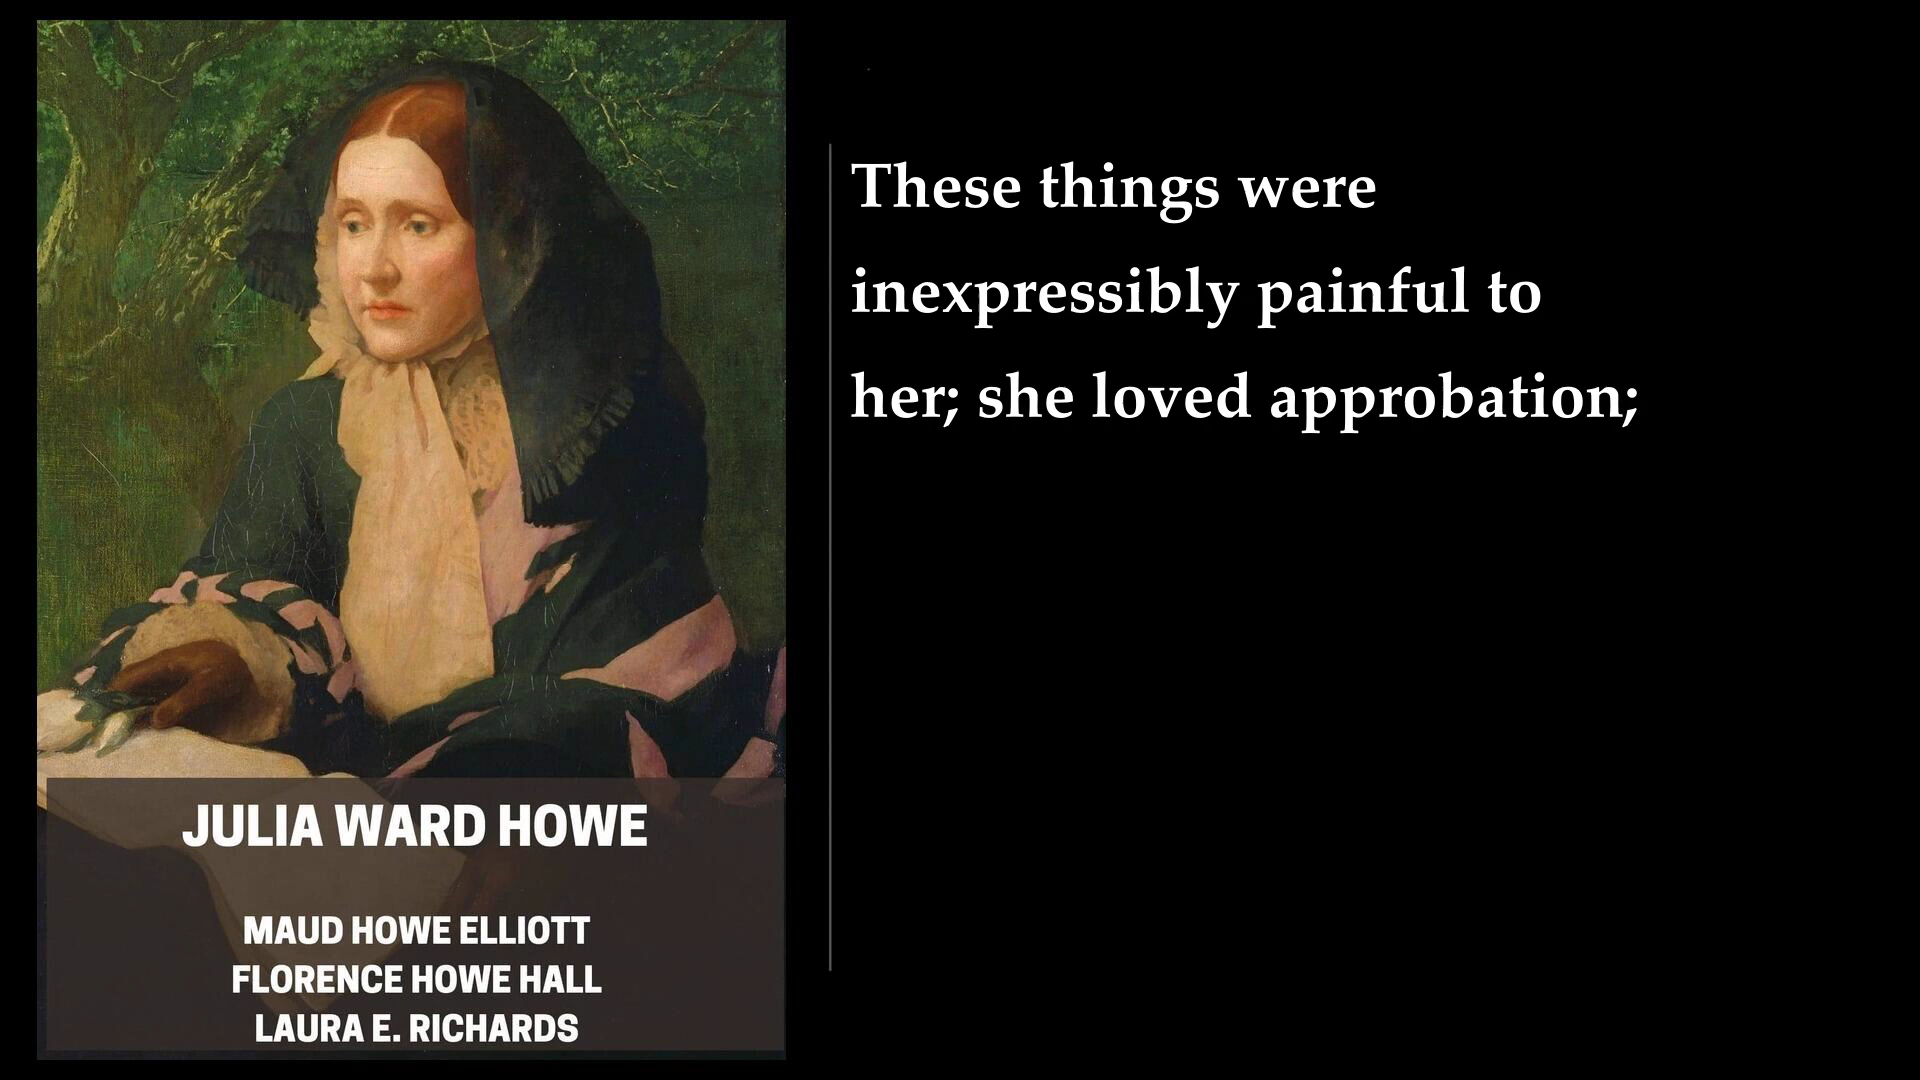 JULIA WARD HOWE
MAUD HOWE ELLIOTT
FLORENCE HOWE HALL
LAURA E. RICHARDS
These things were
inexpressibly painful to
her; she loved approbation;